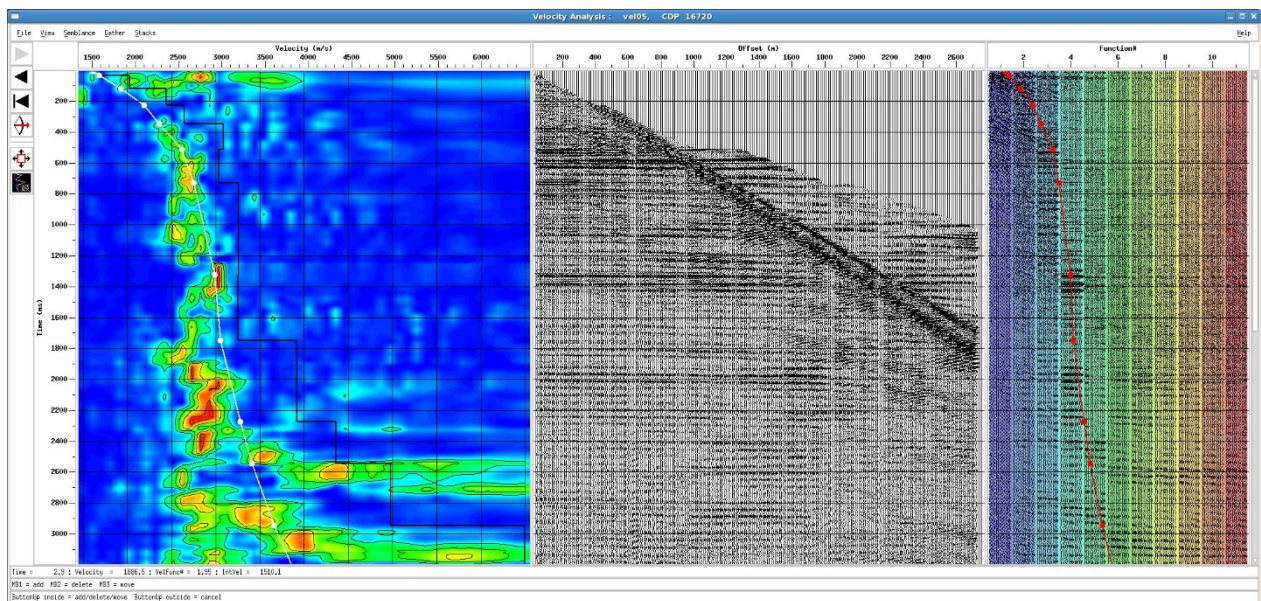 Velocity Analysis : vel05, CDP 16720
File View Semblance Gather Stacks Help
Velocity (m/s)
1500 2000 2500 3000 3500 4000 4500 5000 5500 6000
Offset (m)
200 400 600 800 1000 1200 1400 1600 1800 2000 2200 2400 2600
Function#
2 4 6 8 10
Time (ms)
200
400
600
800
1000
1200
1400
1600
1800
2000
2200
2400
2600
2800
3000
Time = 2.9 : Velocity = 1886.5 : VelFunc# = 1.95 : IntVel = 1510.1
MB1 = add MB2 = delete MB3 = move
ButtonUp inside = add/delete/move ButtonUp outside = cancel